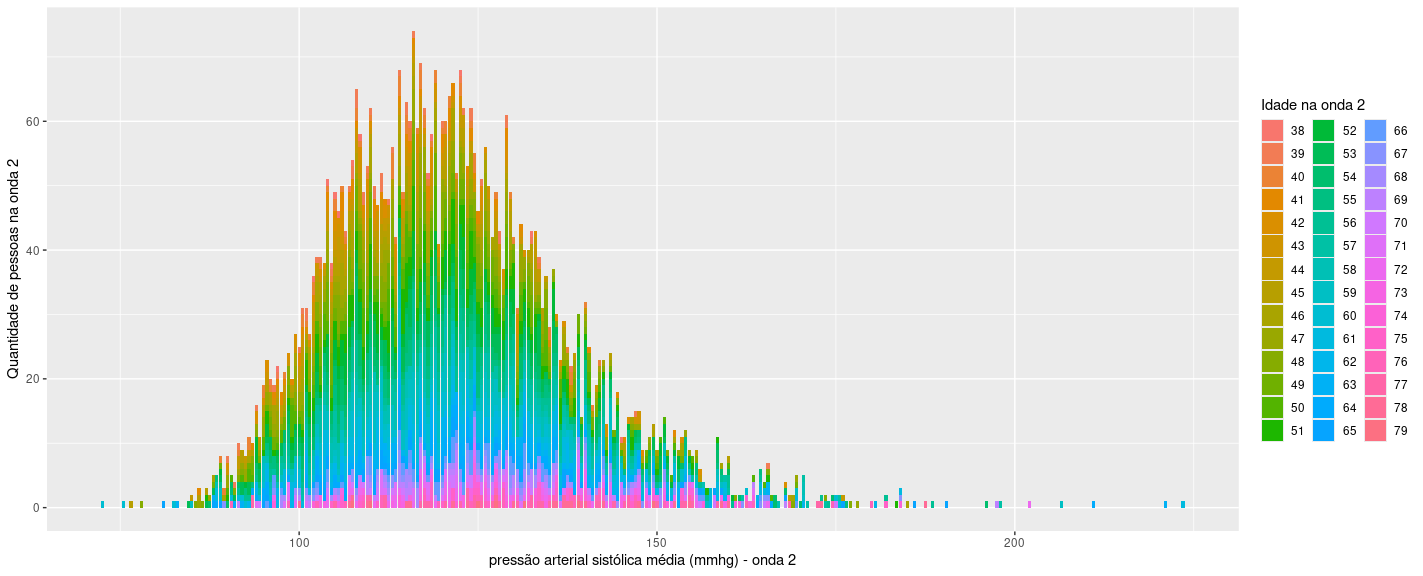 Quantidade de pessoas na onda 2
60
40
20
0
100
150
200
pressão arterial sistólica média (mmhg) - onda 2
Idade na onda 2
38 52 66
39 53 67
40 54 68
41 55 69
42 56 70
43 57 71
44 58 72
45 59 73
46 60 74
47 61 75
48 62 76
49 63 77
50 64 78
51 65 79